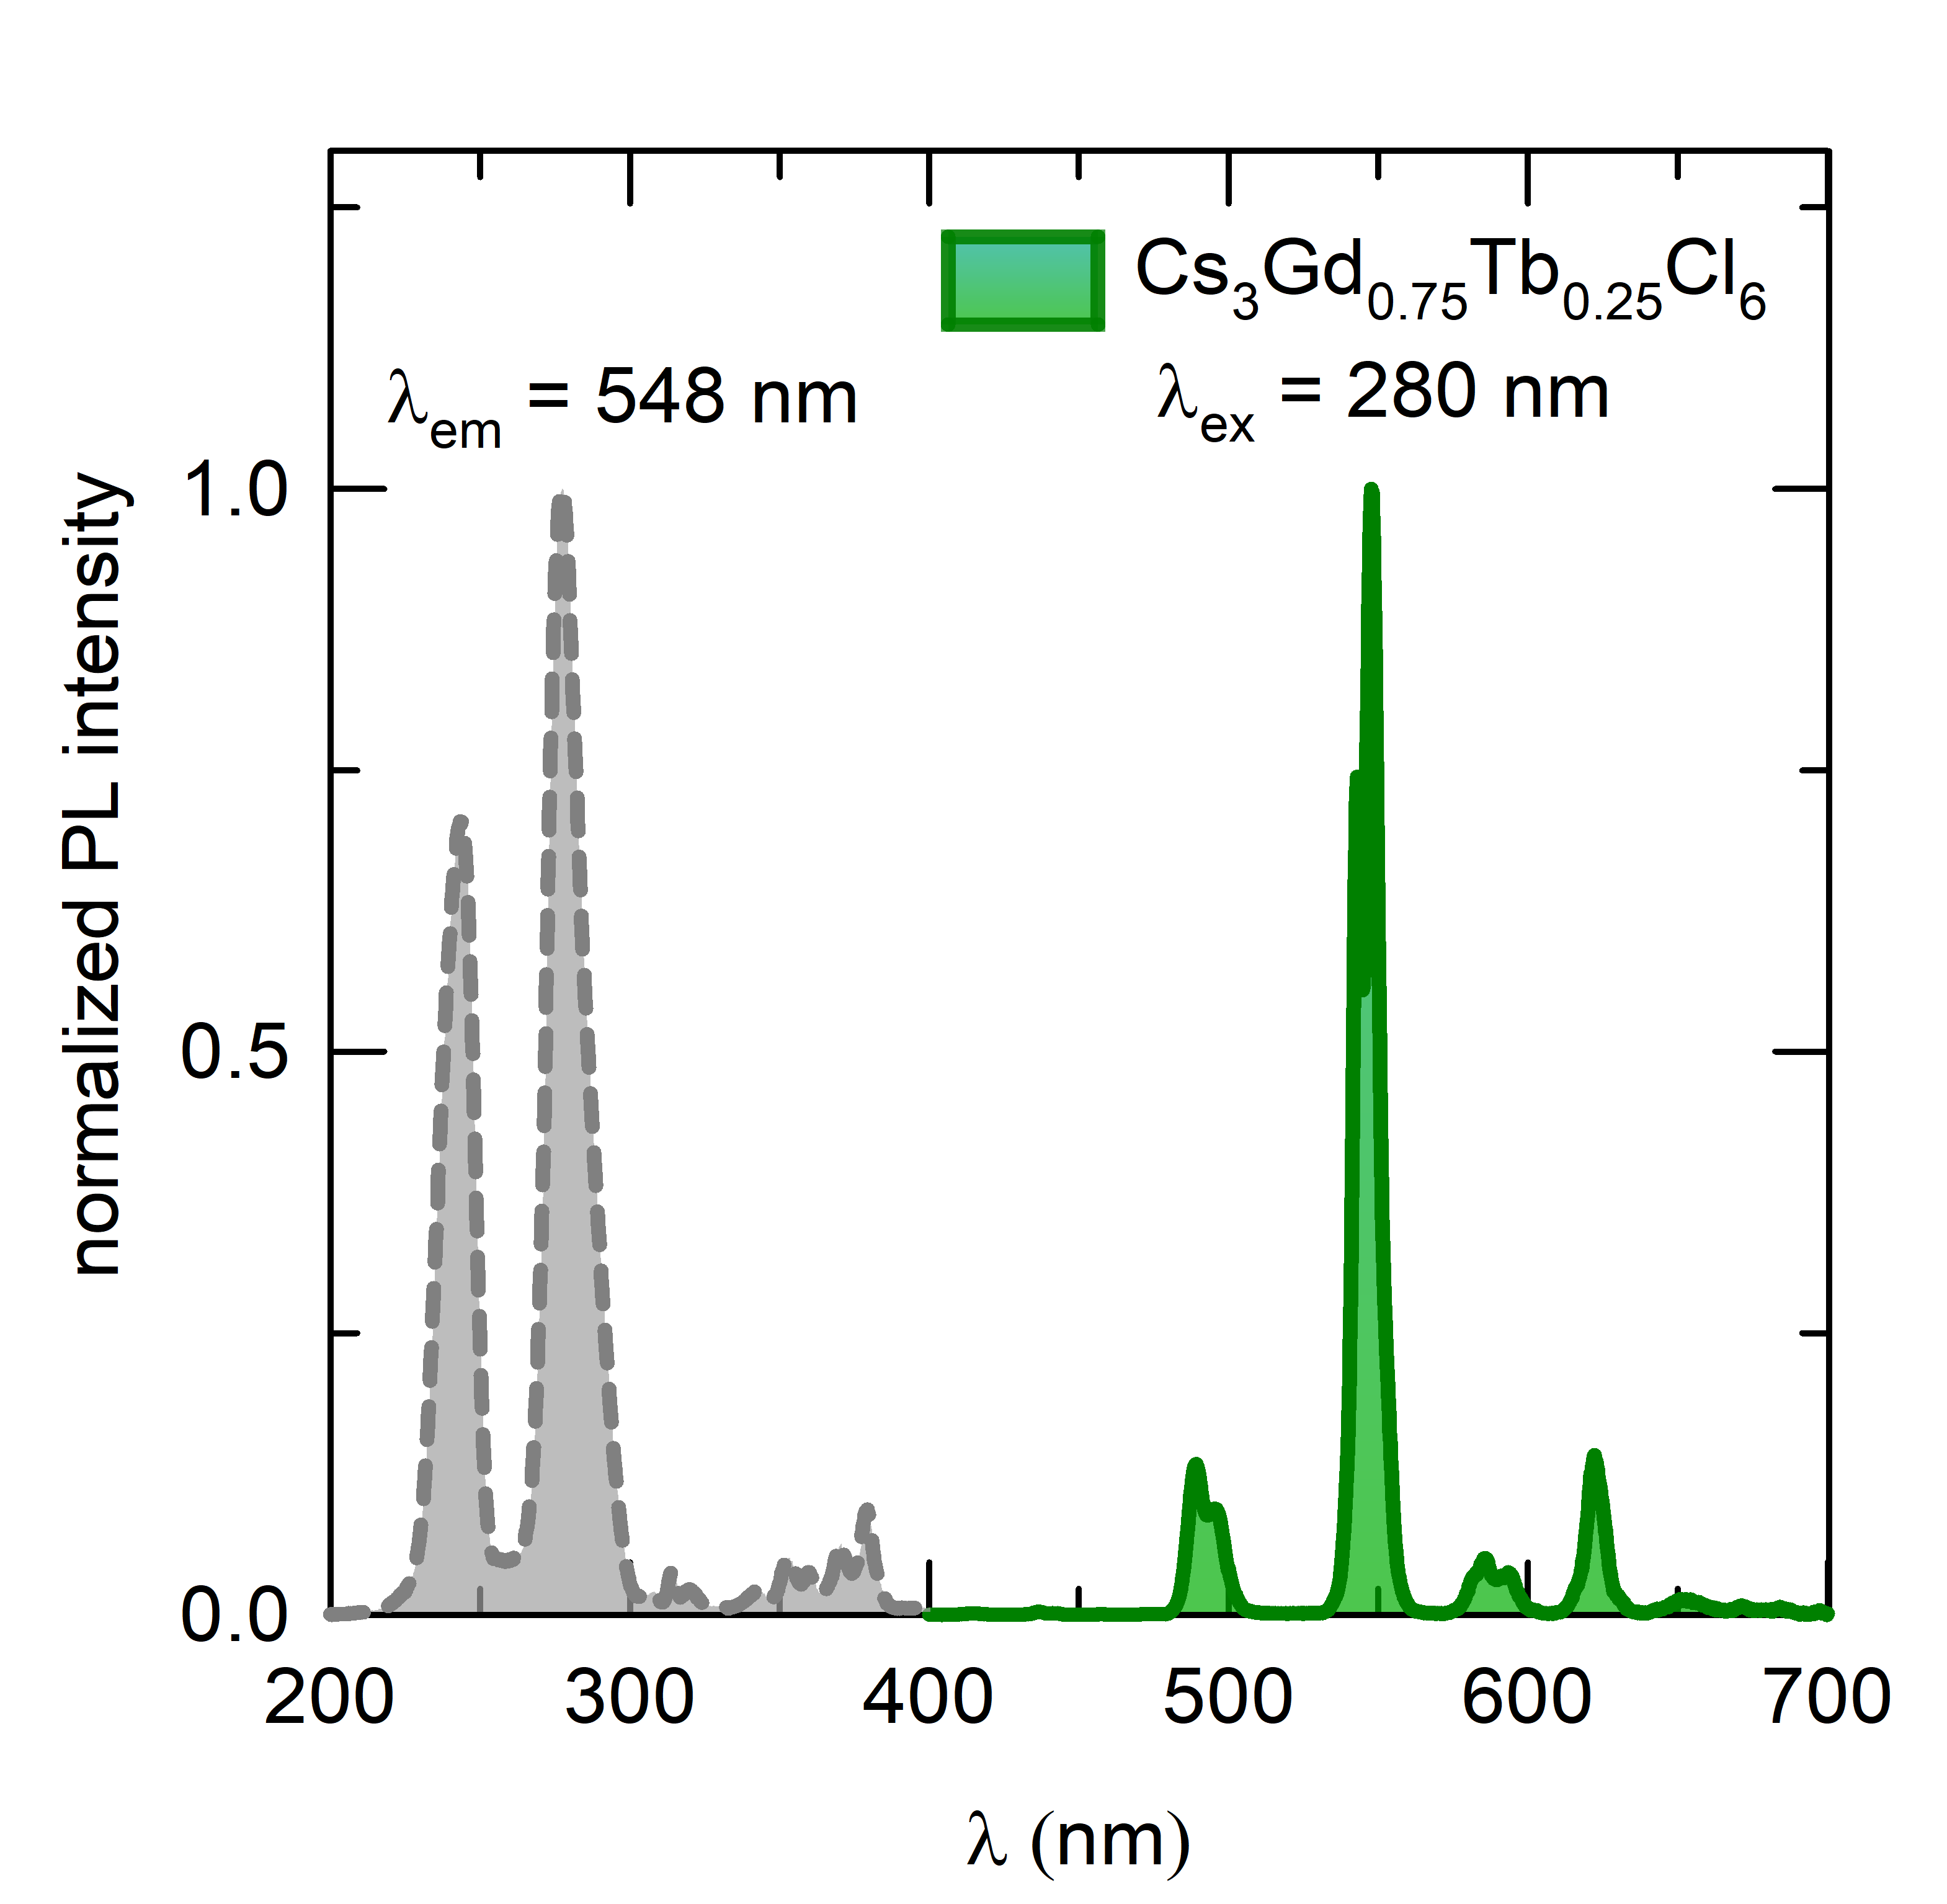 Cs₃Gd₀.₇₅Tb₀.₂₅Cl₆
λem = 548 nm
λex = 280 nm
normalized PL intensity
1.0
0.5
0.0
200 300 400 500 600 700
λ (nm)